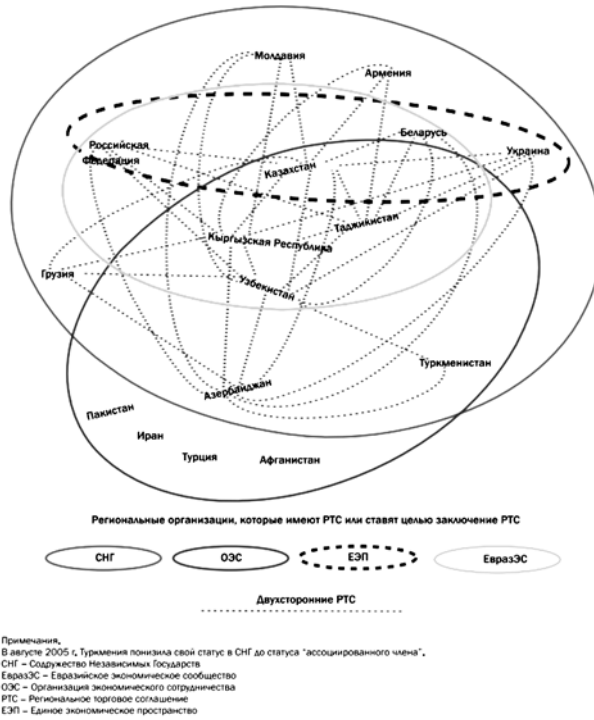 Молдавия
Армения
Беларусь
Российская
Федерация
Украина
Казахстан
Таджикистан
Кыргызская Республика
Грузия
Узбекистан
Туркменистан
Азербайджан
Пакистан
Иран
Турция
Афганистан
Региональные организации, которые имеют РТС или ставят целью заключение РТС
СНГ
ОЭС
ЕЭП
ЕвразЭС
Двухсторонние РТС
Примечания.
В августе 2005 г. Туркмения понизила свой статус в СНГ до статуса "ассоциированного члена".
СНГ – Содружество Независимых Государств
ЕвразЭС – Евразийское экономическое сообщество
ОЭС – Организация экономического сотрудничества
РТС – Региональное торговое соглашение
ЕЭП – Единое экономическое пространство